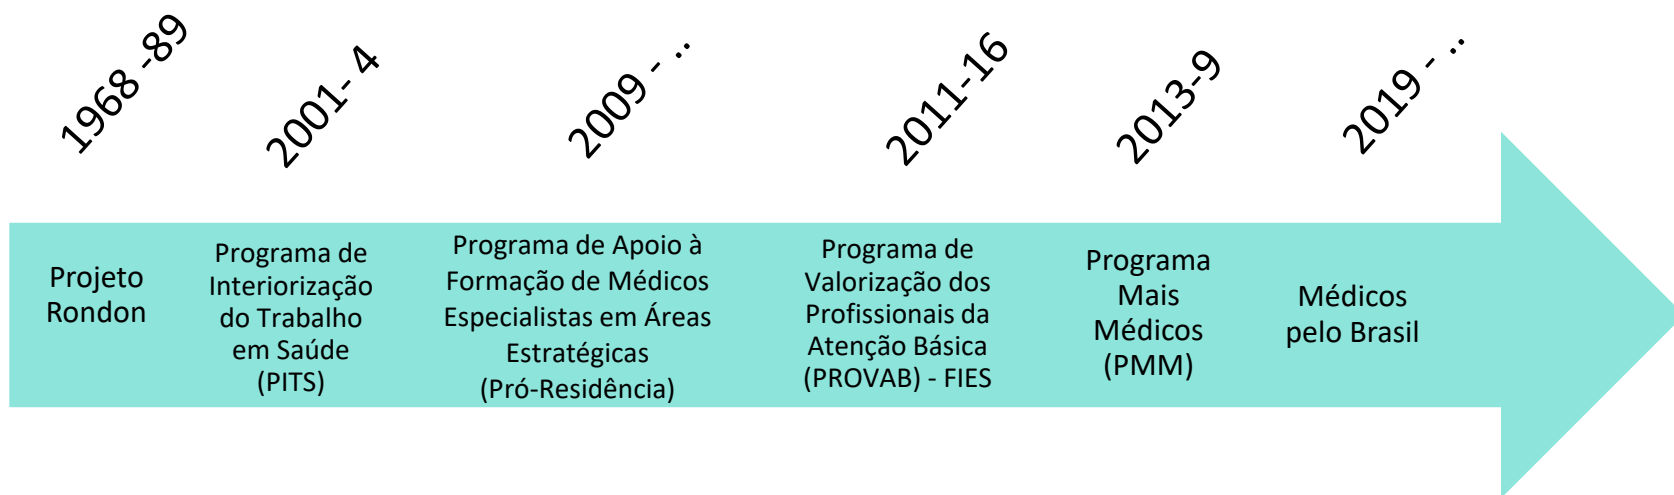 1968 -89
2001- 4
2009 - ..
2011-16
2013-9
2019 - ..
Projeto
Rondon
Programa de
Interiorização
do Trabalho
em Saúde
(PITS)
Programa de Apoio à
Formação de Médicos
Especialistas em Áreas
Estratégicas
(Pró-Residência)
Programa de
Valorização dos
Profissionais da
Atenção Básica
(PROVAB) - FIES
Programa
Mais
Médicos
(PMM)
Médicos
pelo Brasil